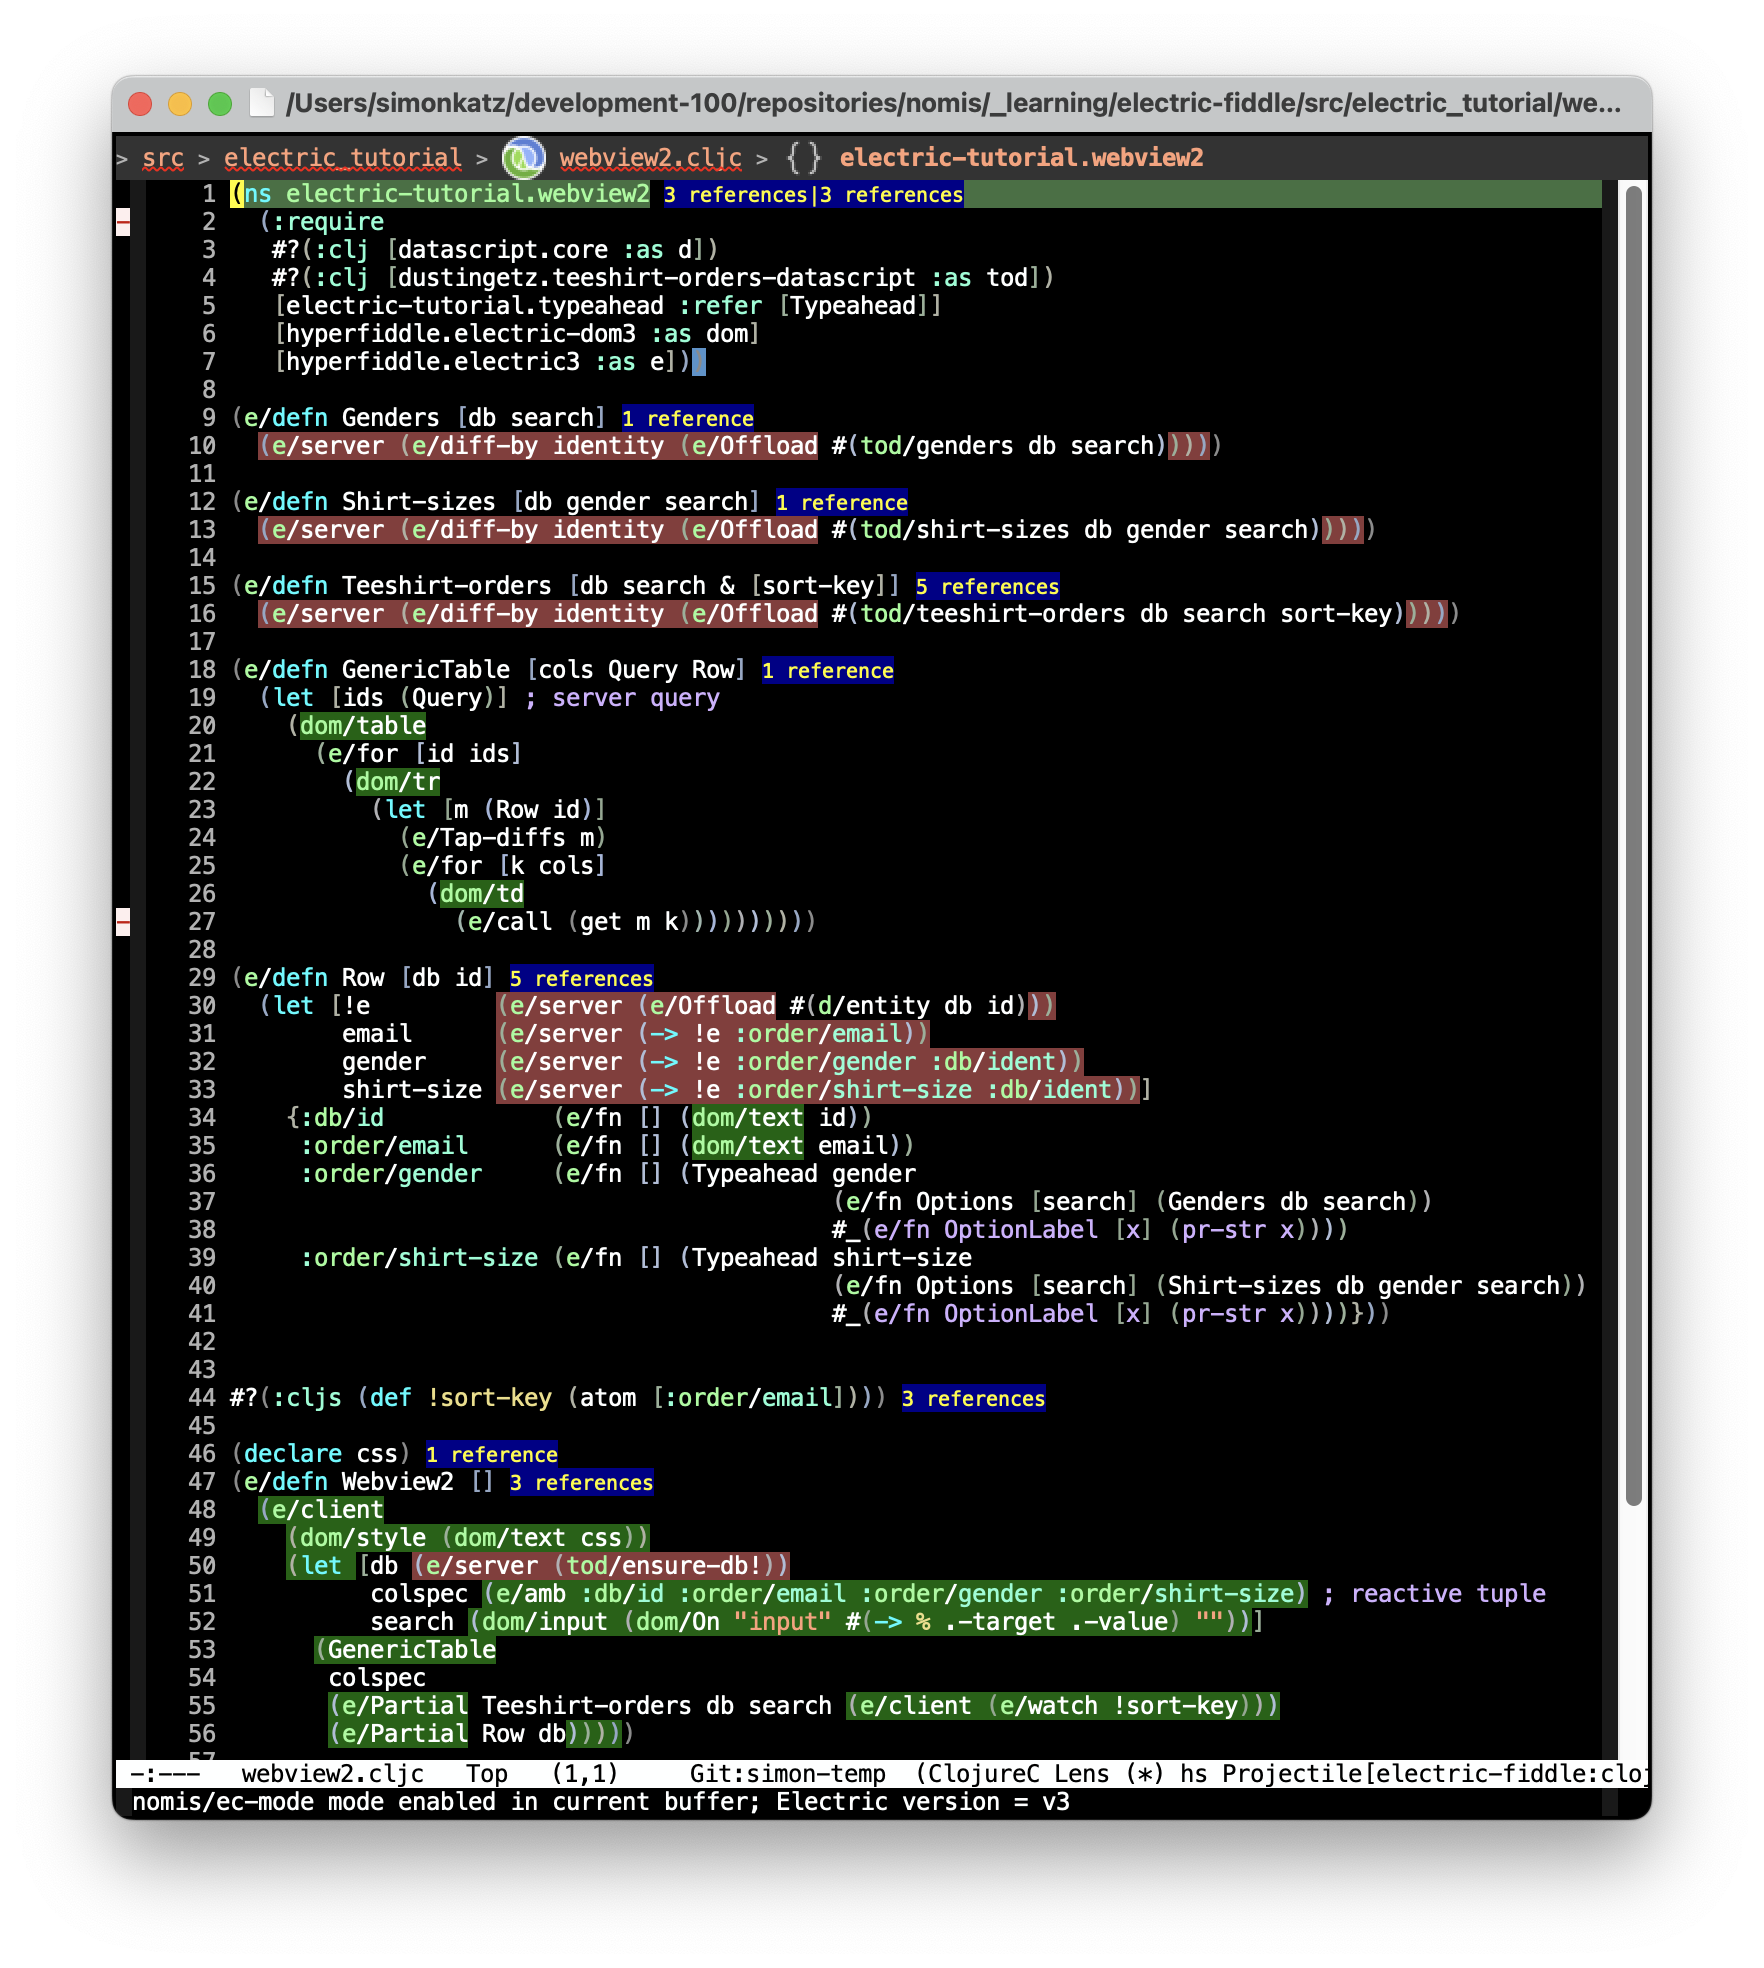 /Users/simonkatz/development-100/repositories/nomis/_learning/electric-fiddle/src/electric_tutorial/we...
> src > electric_tutorial > webview2.cljc > {} electric-tutorial.webview2
1 (ns electric-tutorial.webview2 3 references|3 references
2   (:require
3    #?(:clj [datascript.core :as d])
4    #?(:clj [dustingetz.teeshirt-orders-datascript :as tod])
5    [electric-tutorial.typeahead :refer [Typeahead]]
6    [hyperfiddle.electric-dom3 :as dom]
7    [hyperfiddle.electric3 :as e]))
8
9 (e/defn Genders [db search] 1 reference
10   (e/server (e/diff-by identity (e/Offload #(tod/genders db search)))))
11
12 (e/defn Shirt-sizes [db gender search] 1 reference
13   (e/server (e/diff-by identity (e/Offload #(tod/shirt-sizes db gender search)))))
14
15 (e/defn Teeshirt-orders [db search & [sort-key]] 5 references
16   (e/server (e/diff-by identity (e/Offload #(tod/teeshirt-orders db search sort-key)))))
17
18 (e/defn GenericTable [cols Query Row] 1 reference
19   (let [ids (Query)] ; server query
20     (dom/table
21       (e/for [id ids]
22         (dom/tr
23           (let [m (Row id)]
24             (e/Tap-diffs m)
25             (e/for [k cols]
26               (dom/td
27                 (e/call (get m k))))))))))
28
29 (e/defn Row [db id] 5 references
30   (let [!e         (e/server (e/Offload #(d/entity db id)))
31         email      (e/server (-> !e :order/email))
32         gender     (e/server (-> !e :order/gender :db/ident))
33         shirt-size (e/server (-> !e :order/shirt-size :db/ident))]
34     {:db/id            (e/fn [] (dom/text id))
35      :order/email      (e/fn [] (dom/text email))
36      :order/gender     (e/fn [] (Typeahead gender
37                                            (e/fn Options [search] (Genders db search))
38                                            #_(e/fn OptionLabel [x] (pr-str x))))
39      :order/shirt-size (e/fn [] (Typeahead shirt-size
40                                            (e/fn Options [search] (Shirt-sizes db gender search))
41                                            #_(e/fn OptionLabel [x] (pr-str x))))}))
42
43
44 #?(:cljs (def !sort-key (atom [:order/email]))) 3 references
45
46 (declare css) 1 reference
47 (e/defn Webview2 [] 3 references
48   (e/client
49     (dom/style (dom/text css))
50     (let [db (e/server (tod/ensure-db!))
51           colspec (e/amb :db/id :order/email :order/gender :order/shirt-size) ; reactive tuple
52           search (dom/input (dom/On "input" #(-> % .-target .-value) ""))]
53       (GenericTable
54        colspec
55        (e/Partial Teeshirt-orders db search (e/client (e/watch !sort-key)))
56        (e/Partial Row db)))))
57
-:---   webview2.cljc   Top   (1,1)     Git:simon-temp  (ClojureC Lens (*) hs Projectile[electric-fiddle:cloj
nomis/ec-mode mode enabled in current buffer; Electric version = v3